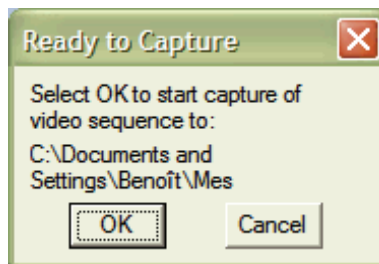 Ready to Capture
Select OK to start capture of
video sequence to:
C:\Documents and
Settings\Benoît\Mes
OK
Cancel